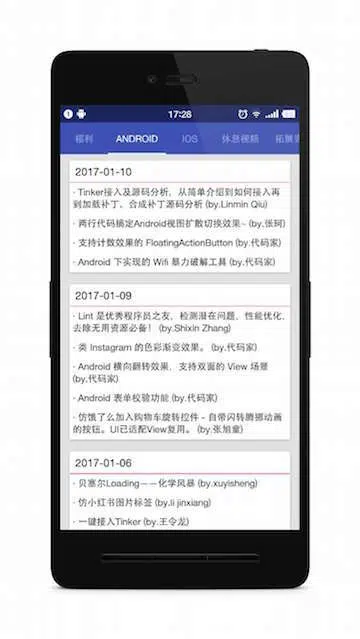 17:28
福利 ANDROID IOS 休息视频 拓展资
2017-01-10
· Tinker接入及源码分析，从简单介绍到如何接入再
到加载补丁、合成补丁源码分析 (by.Linmin Qiu)
· 两行代码搞定Android视图扩散切换效果~ (by.张珂)
· 支持计数效果的 FloatingActionButton (by.代码家)
· Android 下实现的 Wifi 暴力破解工具 (by.代码家)
2017-01-09
· Lint 是优秀程序员之友，检测潜在问题，性能优化，
去除无用资源必备！ (by.Shixin Zhang)
· 类 Instagram 的色彩渐变效果。 (by.代码家)
· Android 横向翻转效果，支持双面的 View 场景
(by.代码家)
· Android 表单校验功能 (by.代码家)
· 仿饿了么加入购物车旋转控件 - 自带闪转腾挪动画
的按钮。UI已适配View复用。 (by.张旭童)
2017-01-06
· 贝塞尔Loading——化学风暴 (by.xuyisheng)
· 仿小红书图片标签 (by.li jinxiang)
· 一键接入Tinker (by.王令龙)